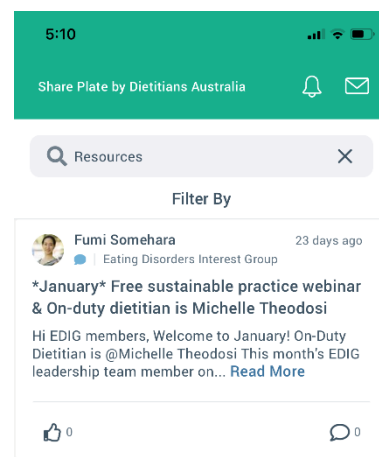 5:10
Share Plate by Dietitians Australia
Resources
Filter By
Fumi Somehara
23 days ago
Eating Disorders Interest Group
*January* Free sustainable practice webinar
& On-duty dietitian is Michelle Theodosi
Hi EDIG members, Welcome to January! On-Duty
Dietitian is @Michelle Theodosi This month's EDIG
leadership team member on... Read More
0
0